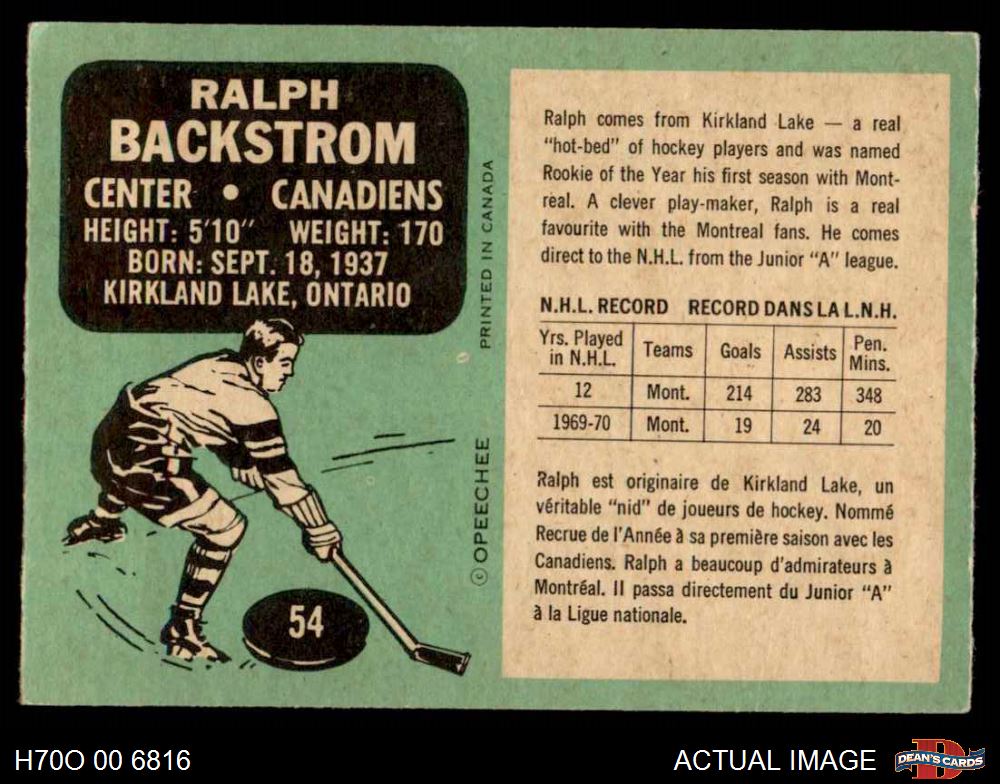 RALPH
BACKSTROM
CENTER • CANADIENS
HEIGHT: 5'10" WEIGHT: 170
BORN: SEPT. 18, 1937
KIRKLAND LAKE, ONTARIO
PRINTED IN CANADA
© OPEECHEE
54
Ralph comes from Kirkland Lake — a real
"hot-bed" of hockey players and was named
Rookie of the Year his first season with Mont-
real. A clever play-maker, Ralph is a real
favourite with the Montreal fans. He comes
direct to the N.H.L. from the Junior "A" league.
N.H.L. RECORD RECORD DANS LA L.N.H.
Yrs. Played in N.H.L. Teams Goals Assists Pen. Mins.
12 Mont. 214 283 348
1969-70 Mont. 19 24 20
Ralph est originaire de Kirkland Lake, un
véritable "nid" de joueurs de hockey. Nommé
Recrue de l'Année à sa première saison avec les
Canadiens. Ralph a beaucoup d'admirateurs à
Montréal. Il passa directement du Junior "A"
à la Ligue nationale.
H70O 00 6816
ACTUAL IMAGE
DEAN'S CARDS